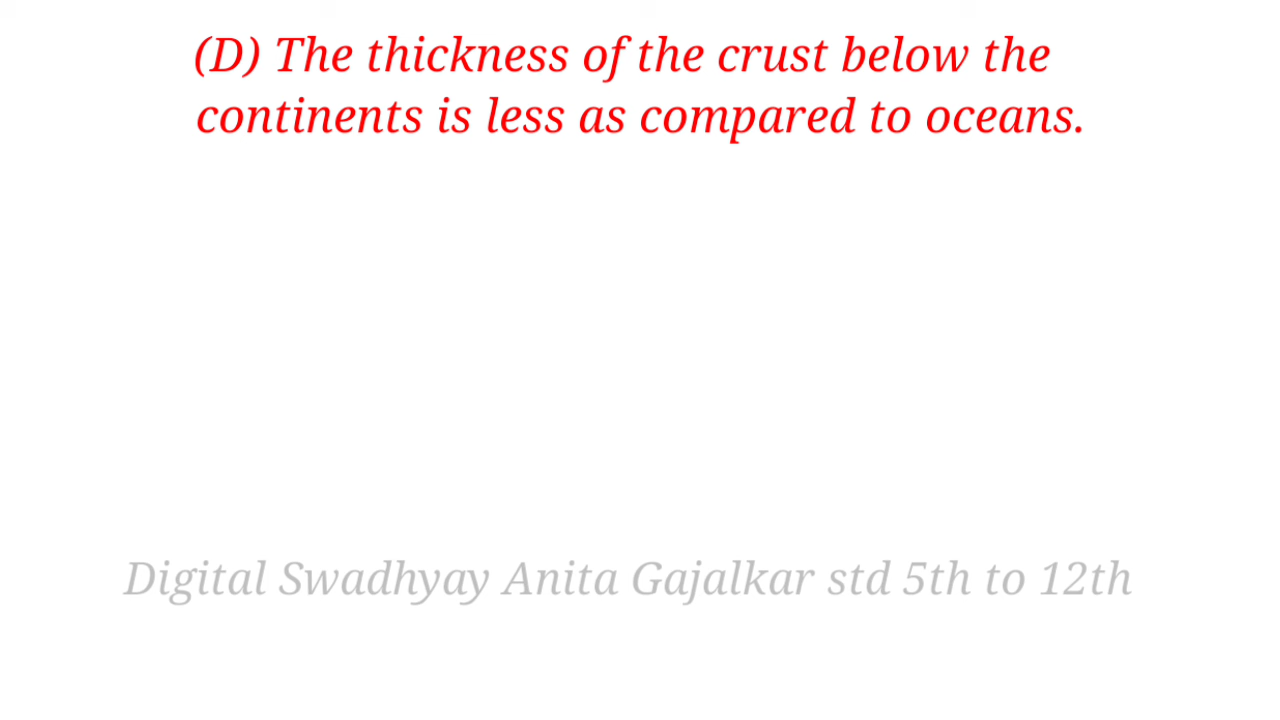 (D) The thickness of the crust below the
continents is less as compared to oceans.
Digital Swadhyay Anita Gajalkar std 5th to 12th